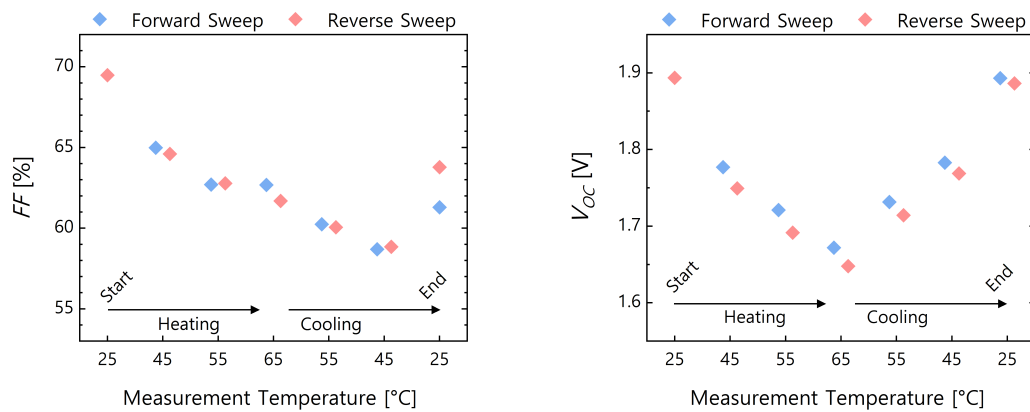 Forward Sweep Reverse Sweep
70
65
60
55
FF [%]
Start
End
Heating
Cooling
25 45 55 65 55 45 25
Measurement Temperature [°C]
Forward Sweep Reverse Sweep
1.9
1.8
1.7
1.6
VOC [V]
Start
End
Heating
Cooling
25 45 55 65 55 45 25
Measurement Temperature [°C]